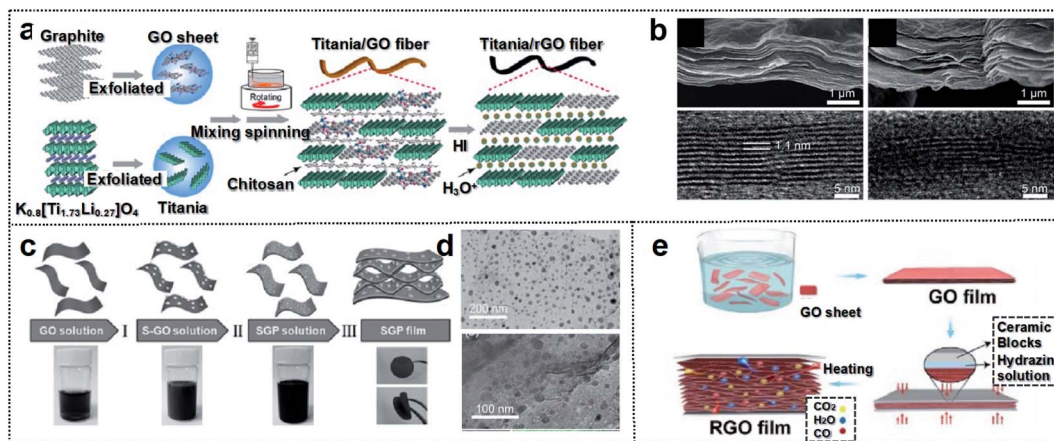 a
Graphite
GO sheet
Exfoliated
Rotating
Titania/GO fiber
Titania/rGO fiber
Mixing spinning
HI
Exfoliated
Chitosan
H₃O⁺
K₀.₈[Ti₁.₇₃Li₀.₂₇]O₄
Titania
b
1 μm
1 μm
1.1 nm
5 nm
5 nm
c
GO solution
I
S-GO solution
II
SGP solution
III
SGP film
d
200 nm
100 nm
e
GO sheet
GO film
Ceramic
Blocks
Hydrazin
solution
Heating
CO₂
H₂O
CO
RGO film